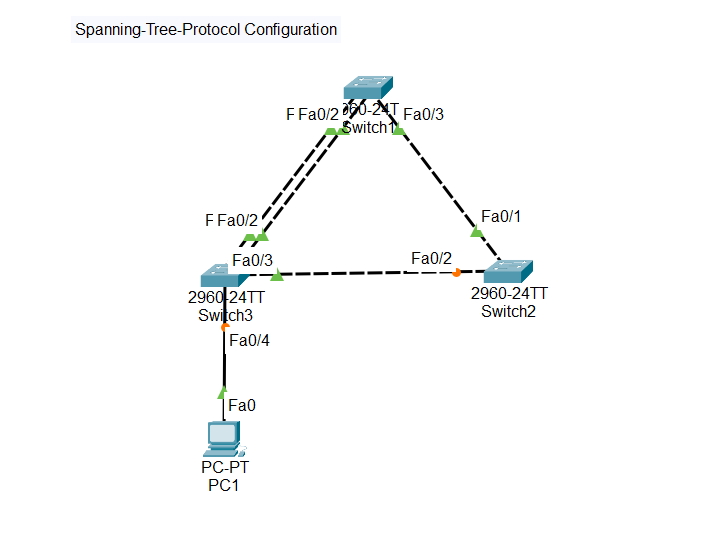 Spanning-Tree-Protocol Configuration
F Fa0/2
960-24T
Fa0/3
Switch1
F Fa0/2
Fa0/1
Fa0/3
Fa0/2
2960-24TT
Switch3
2960-24TT
Switch2
Fa0/4
Fa0
PC-PT
PC1